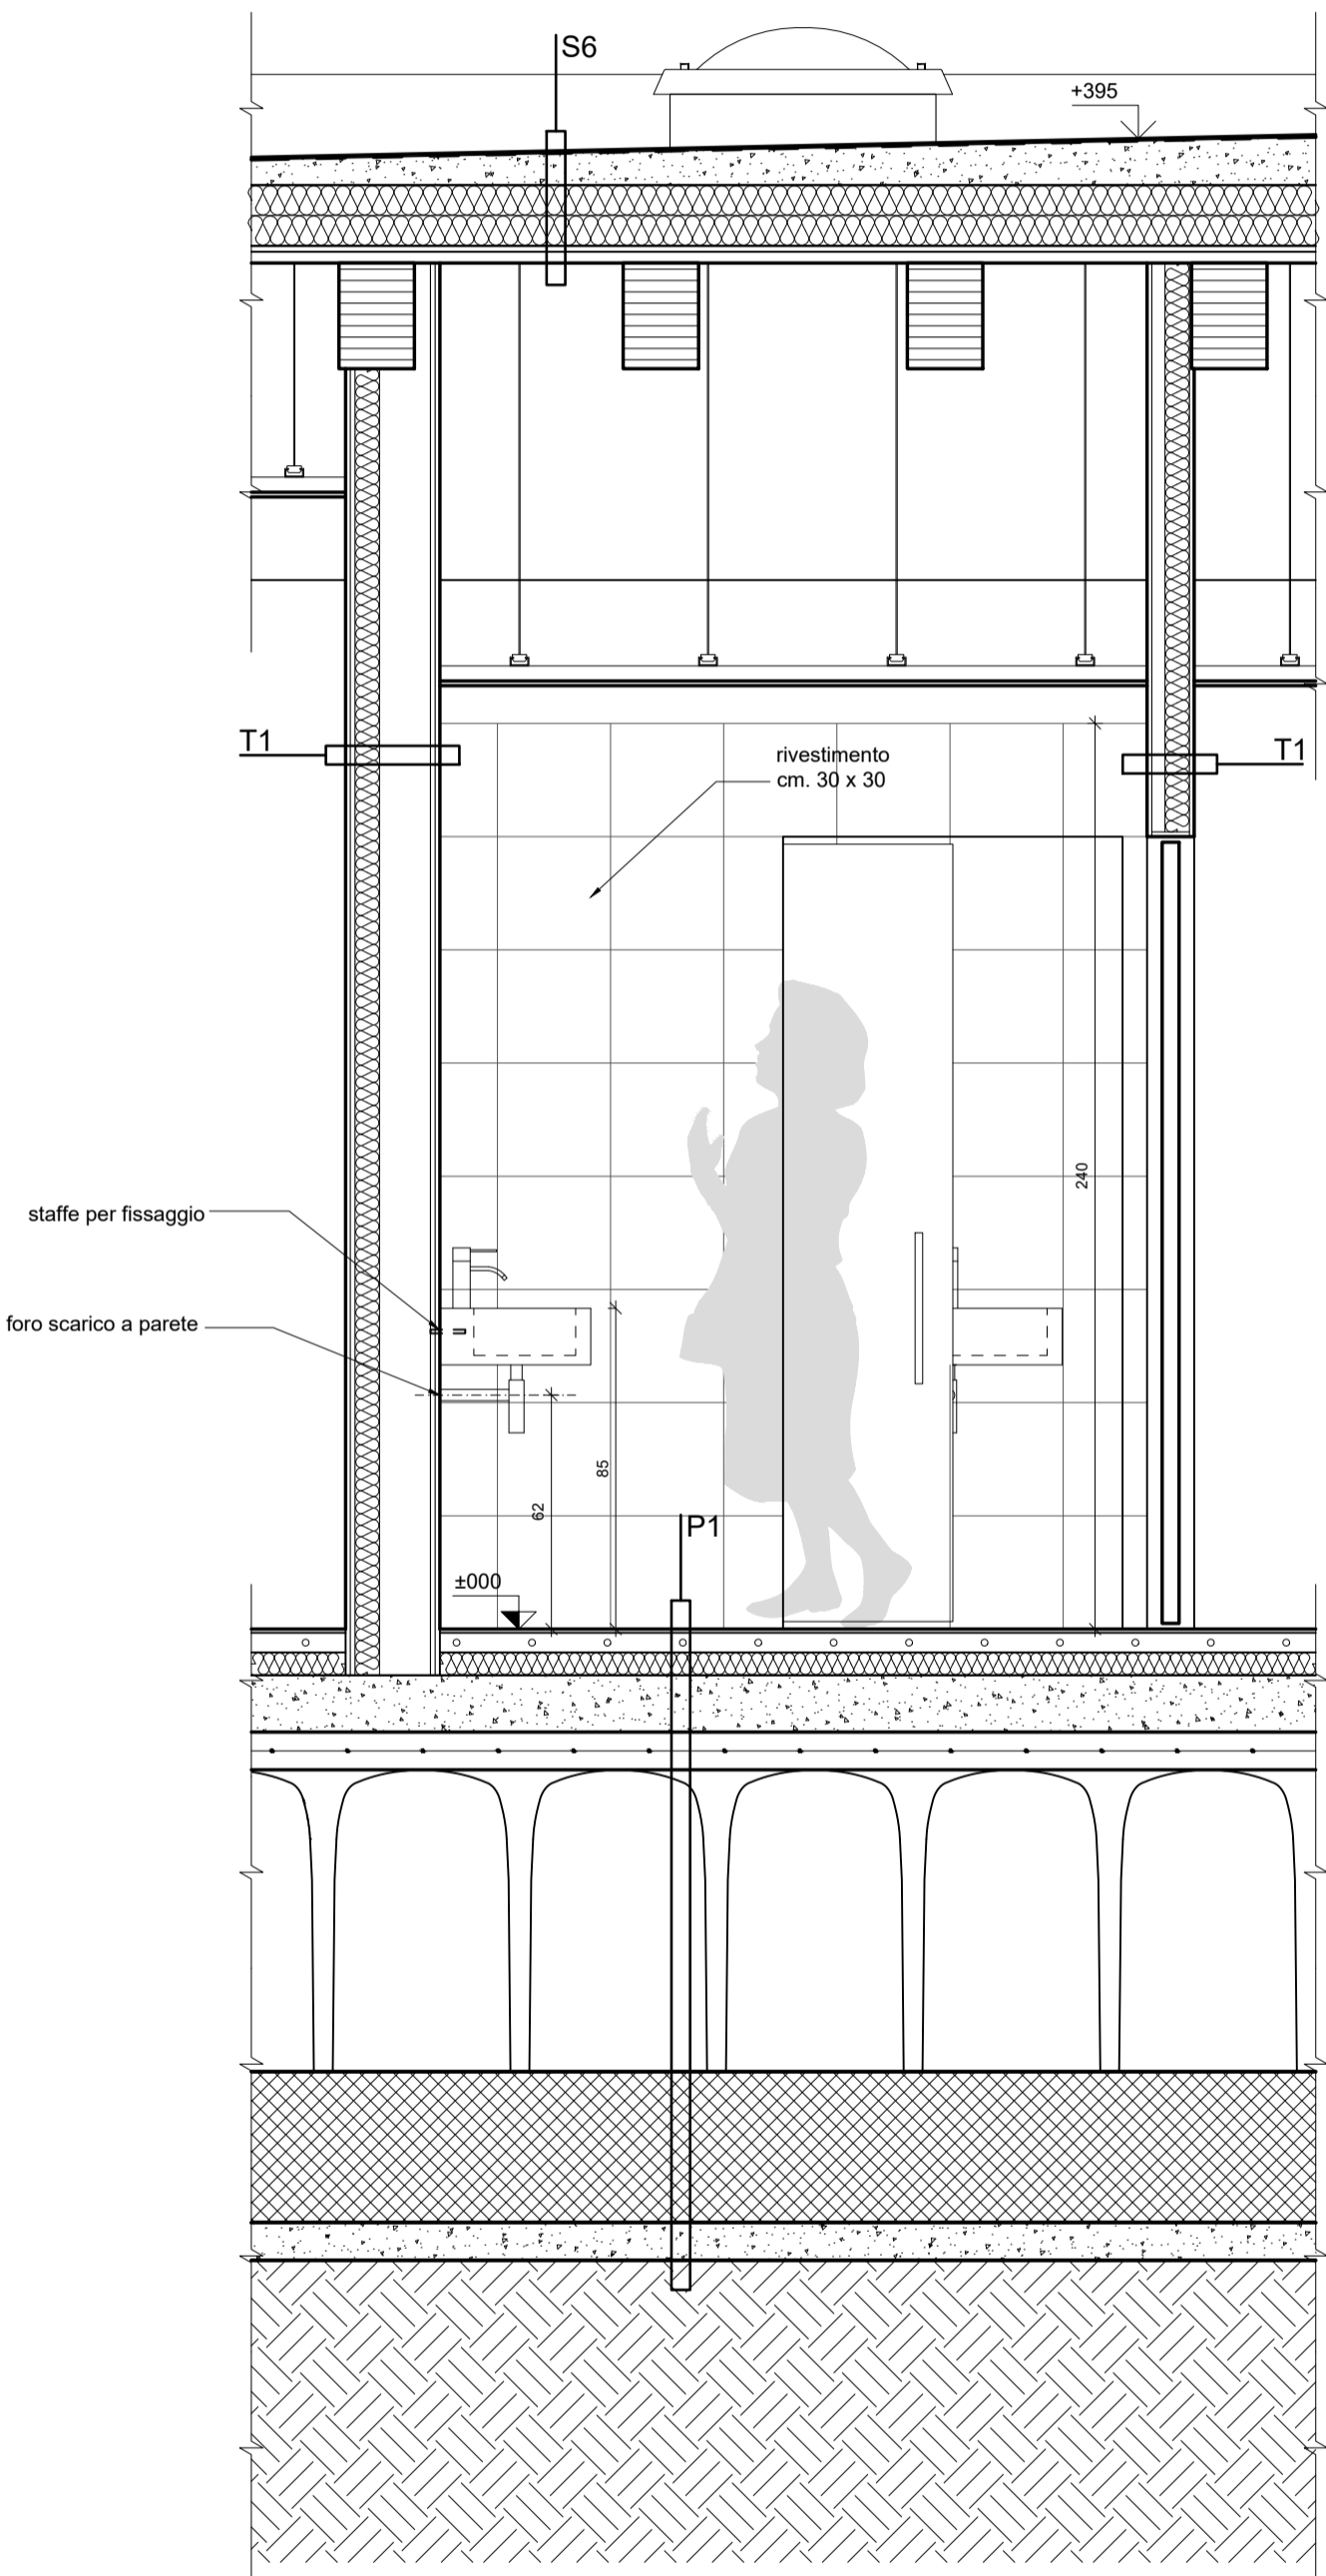 S6
+395
T1
T1
rivestimento
cm. 30 x 30
240
staffe per fissaggio
foro scarico a parete
85
62
P1
±000